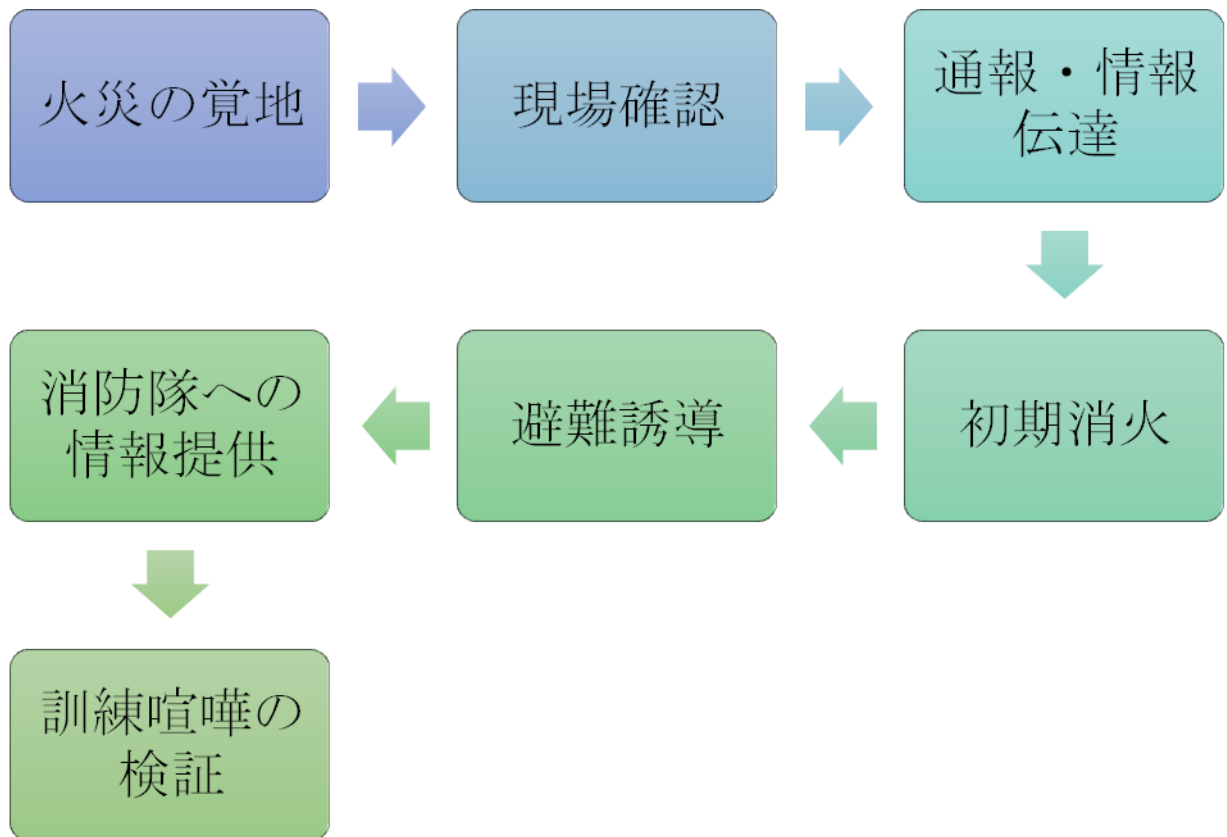 火災の覚地
現場確認
通報・情報
伝達
初期消火
避難誘導
消防隊への
情報提供
訓練喧嘩の
検証